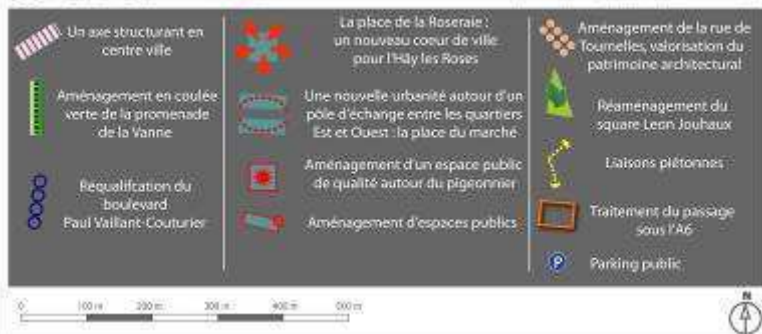 Un axe structurant en
centre ville
Aménagement en coulée
verte de la promenade
de la Vanne
Requalifcation du
boulevard
Paul Vaillant-Couturier
La place de la Roseraie :
un nouveau coeur de ville
pour l'Hây les Roses
Une nouvelle urbanité autour d'un
pôle d'échange entre les quartiers
Est et Ouest : la place du marché
Aménagement d'un espace public
de qualité autour du pigeonnier
Aménagement d'espaces publics
Aménagement de la rue de
Tournelles, valorisation du
patrimoine architectural
Réaménagement du
square Leon Jouhaux
Liaisons piétonnes
Traitement du passage
sous l'A6
P
Parking public
0 100 m 200 m 300 m 400 m 500 m
N